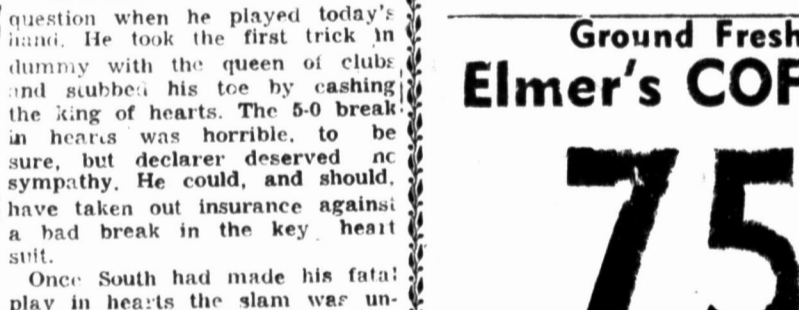 question when he played today's
hand. He took the first trick in
dummy with the queen of clubs
and stubbed his toe by cashing
the king of hearts. The 5-0 break
in hearts was horrible, to be
sure, but declarer deserved no
sympathy. He could, and should,
have taken out insurance against
a bad break in the key heart
suit.
Once South had made his fatal
play in hearts the slam was un-
Ground Fresh
Elmer's COF
75